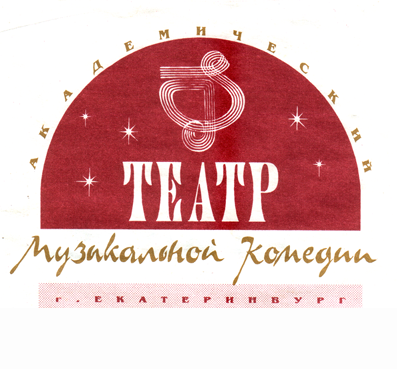 АКАДЕМИЧЕСКИЙ
ТЕАТР
Музыкальной Комедии
г. ЕКАТЕРИНБУРГ